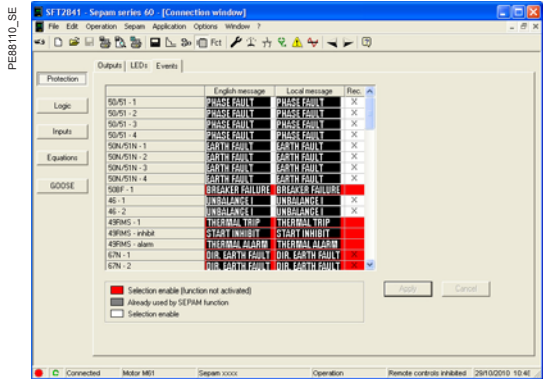 PE88110_SE
SFT2841 - Sepam series 60 - [Connection window]
File Edit Operation Sepam Application Options Window ?
Fct
Outputs LEDs Events
Protection
Logic
Inputs
Equations
GOOSE
English message Local message Rec.
50/51 - 1 PHASE FAULT PHASE FAULT X
50/51 - 2 PHASE FAULT PHASE FAULT X
50/51 - 3 PHASE FAULT PHASE FAULT X
50/51 - 4 PHASE FAULT PHASE FAULT X
50N/51N - 1 EARTH FAULT EARTH FAULT X
50N/51N - 2 EARTH FAULT EARTH FAULT X
50N/51N - 3 EARTH FAULT EARTH FAULT X
50N/51N - 4 EARTH FAULT EARTH FAULT X
50BF - 1 BREAKER FAILURE BREAKER FAILURE
46 - 1 UNBALANCE I UNBALANCE I X
46 - 2 UNBALANCE I UNBALANCE I X
49RMS - 1 THERMAL TRIP THERMAL TRIP
49RMS - inhibit START INHIBIT START INHIBIT
49RMS - alarm THERMAL ALARM THERMAL ALARM
67N - 1 DIR. EARTH FAULT DIR. EARTH FAULT X
67N - 2 DIR. EARTH FAULT DIR. EARTH FAULT X
Selection enable (function not activated)
Already used by SEPAM function
Selection enable
Apply Cancel
Connected Motor M61 Sepam xxxx Operation Remote controls inhibited 29/10/2010 10:4